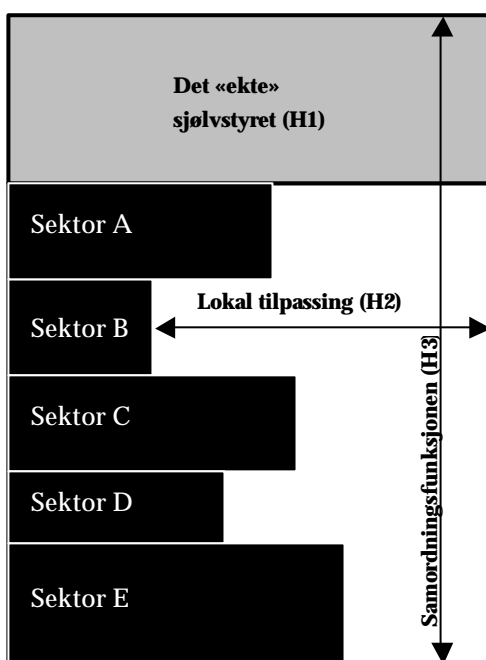 Det «ekte»
sjølvstyret (H1)
Sektor A
Lokal tilpassing (H2)
Sektor B
Sektor C
Sektor D
Sektor E
Samordningsfunksjonen (H3)